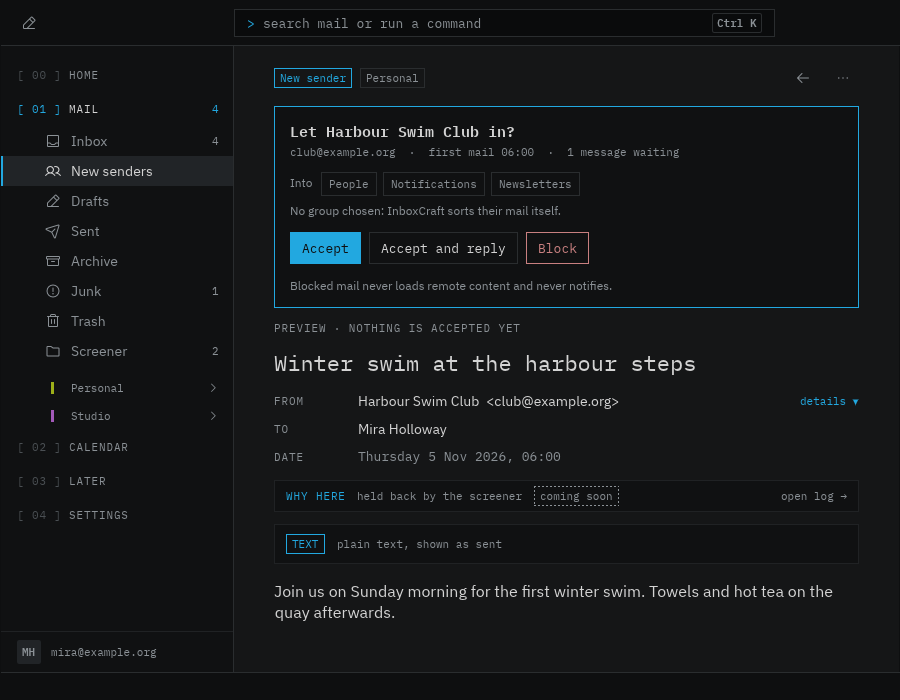 > search mail or run a command Ctrl K
[ 00 ] HOME
[ 01 ] MAIL 4
Inbox 4
New senders
Drafts
Sent
Archive
Junk 1
Trash
Screener 2
Personal
Studio
[ 02 ] CALENDAR
[ 03 ] LATER
[ 04 ] SETTINGS
MH mira@example.org
New sender Personal ← ···
Let Harbour Swim Club in?
club@example.org · first mail 06:00 · 1 message waiting
Into People Notifications Newsletters
No group chosen: InboxCraft sorts their mail itself.
Accept Accept and reply Block
Blocked mail never loads remote content and never notifies.
PREVIEW · NOTHING IS ACCEPTED YET
Winter swim at the harbour steps
FROM Harbour Swim Club <club@example.org> details ▾
TO Mira Holloway
DATE Thursday 5 Nov 2026, 06:00
WHY HERE held back by the screener coming soon open log →
TEXT plain text, shown as sent
Join us on Sunday morning for the first winter swim. Towels and hot tea on the
quay afterwards.